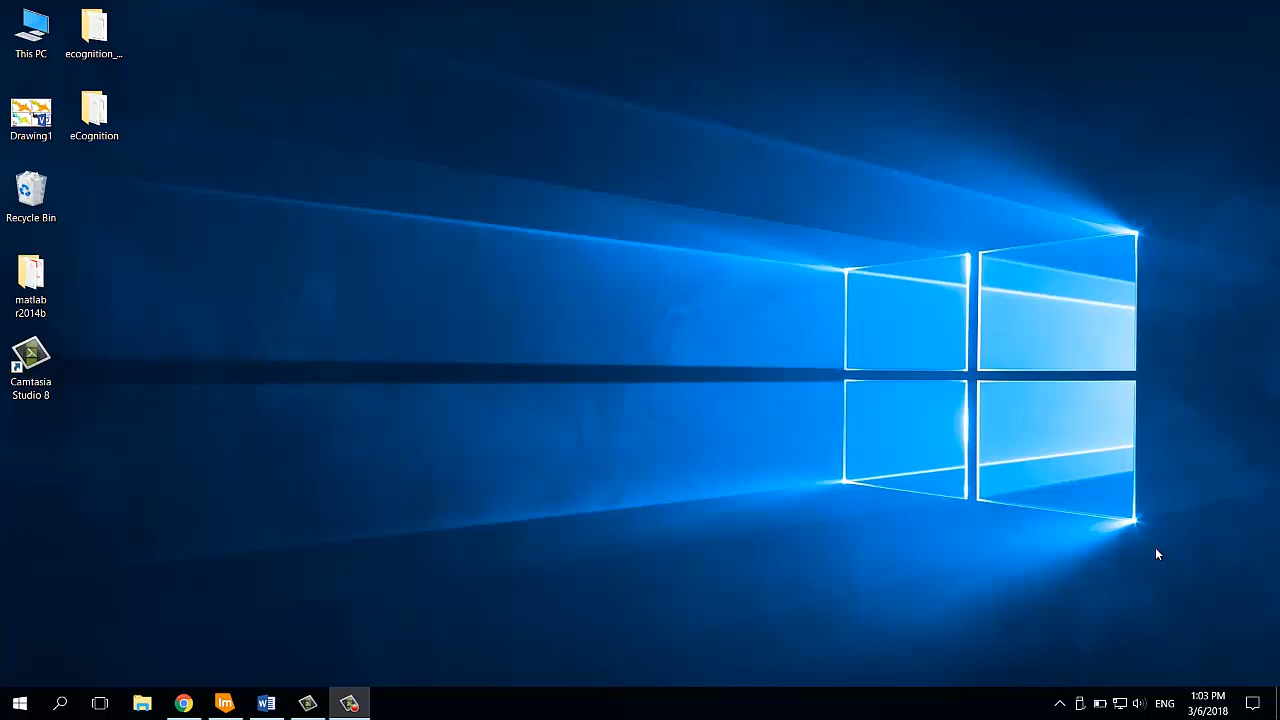 This PC
ecognition_...
Drawing1
eCognition
Recycle Bin
matlab
r2014b
Camtasia
Studio 8
Im
ENG
1:03 PM
3/6/2018